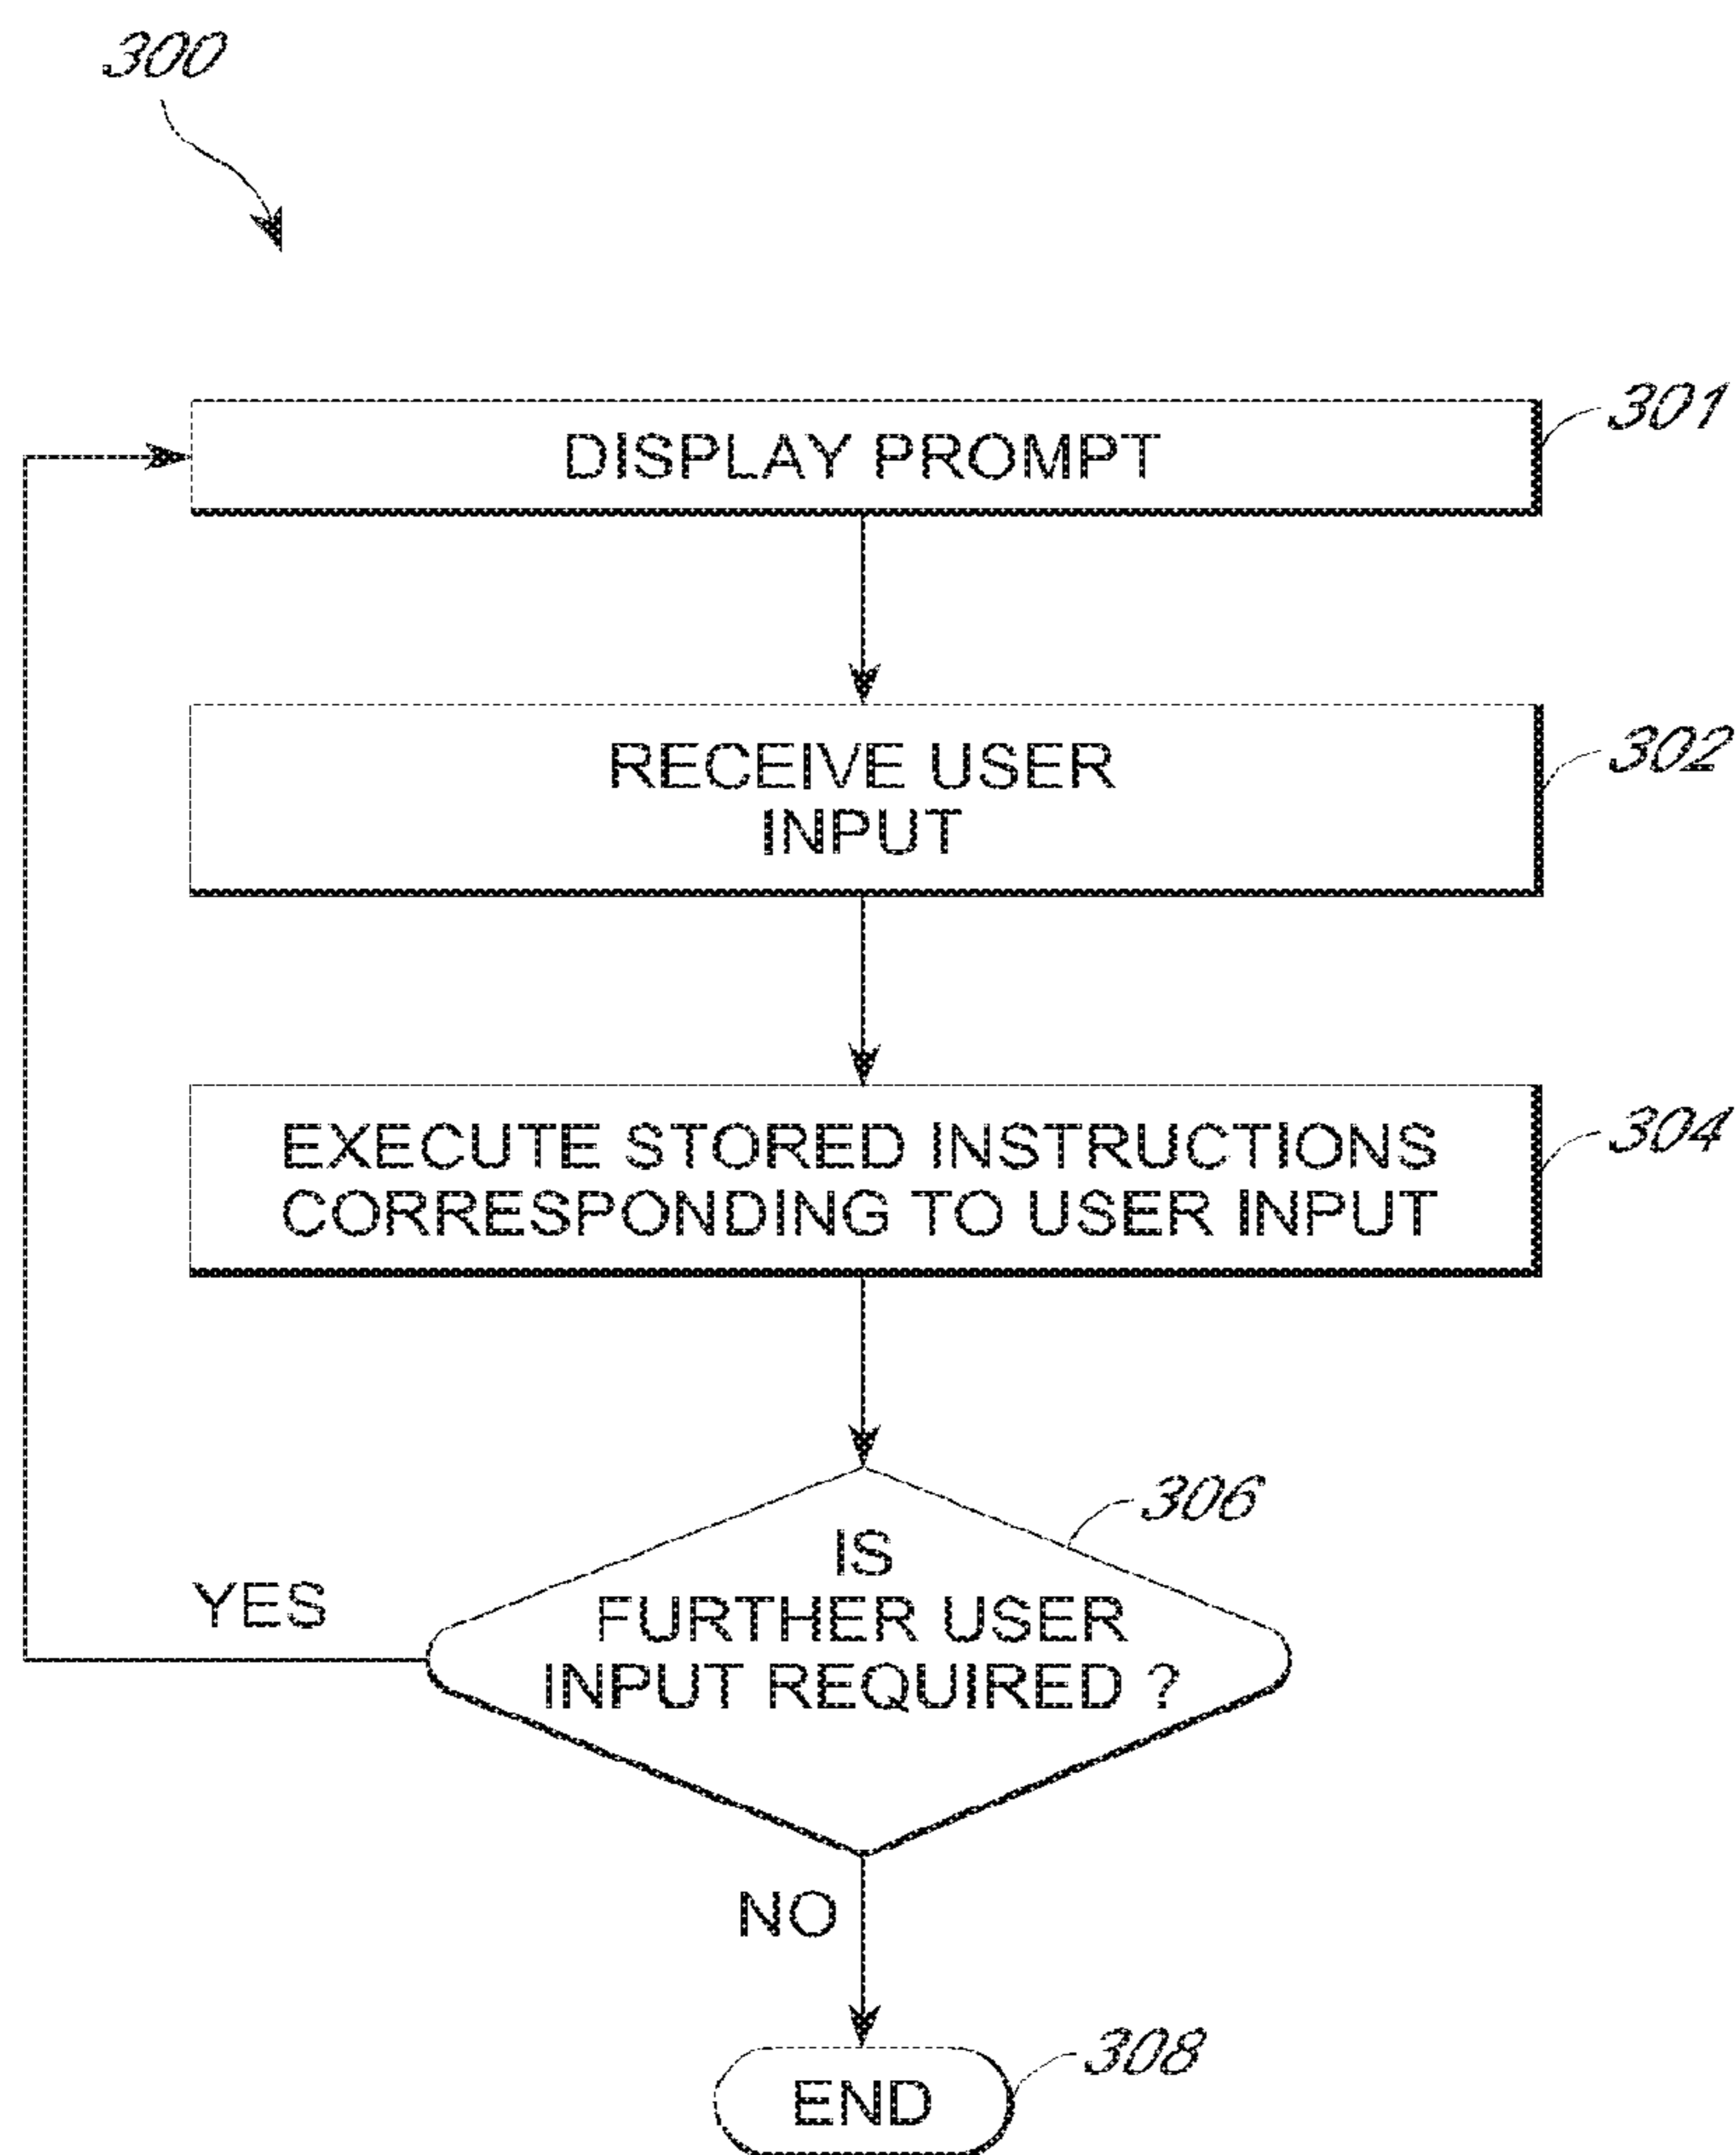 300
DISPLAY PROMPT
301
RECEIVE USER
INPUT
302
EXECUTE STORED INSTRUCTIONS
CORRESPONDING TO USER INPUT
304
306
IS
FURTHER USER
INPUT REQUIRED ?
YES
NO
END
308